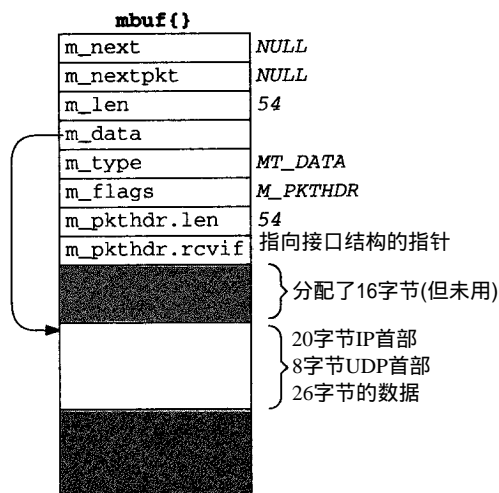 mbuf{}
m_next NULL
m_nextpkt NULL
m_len 54
m_data
m_type MT_DATA
m_flags M_PKTHDR
m_pkthdr.len 54
m_pkthdr.rcvif 指向接口结构的指针
分配了16字节(但未用)
20字节IP首部
8字节UDP首部
26字节的数据